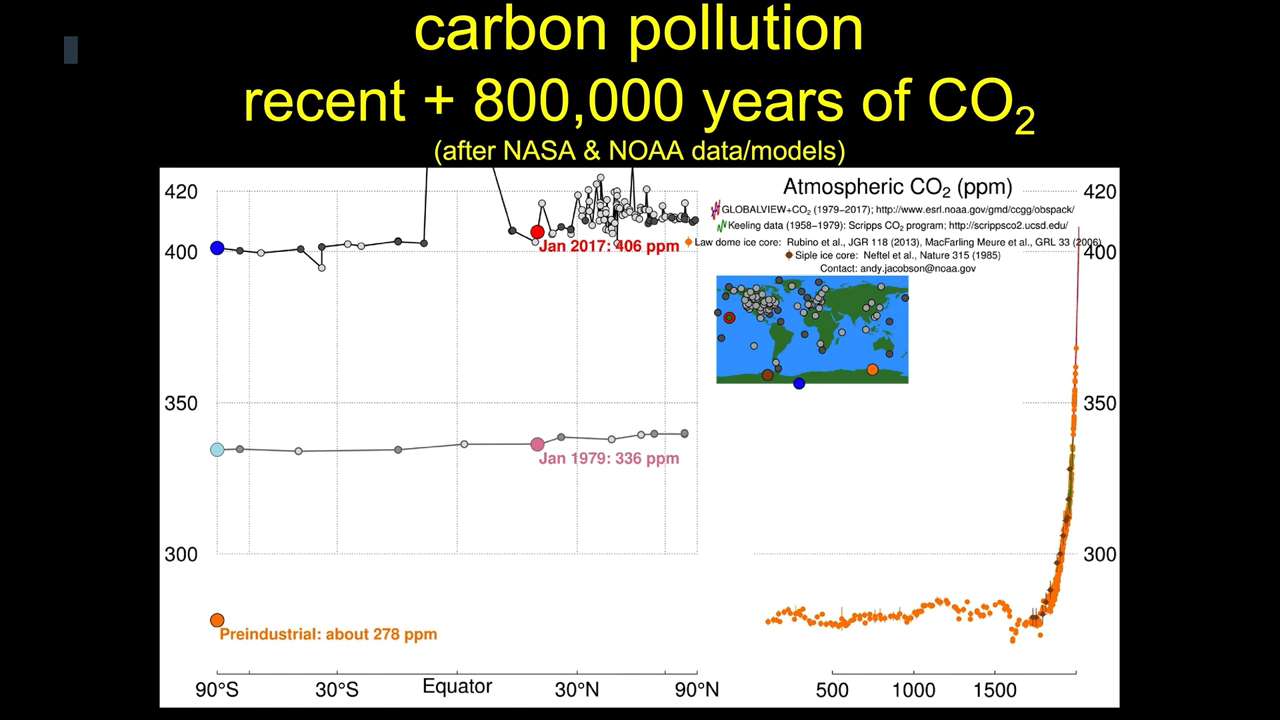 carbon pollution
recent + 800,000 years of CO₂
(after NASA & NOAA data/models)
Atmospheric CO₂ (ppm)
GLOBALVIEW+CO₂ (1979−2017); http://www.esrl.noaa.gov/gmd/ccgg/obspack/
Keeling data (1958−1979): Scripps CO₂ program; http://scrippsco2.ucsd.edu/
Law dome ice core: Rubino et al., JGR 118 (2013), MacFarling Meure et al., GRL 33 (2006)
Siple ice core: Neftel et al., Nature 315 (1985)
Contact: andy.jacobson@noaa.gov
420
400
350
300
Jan 2017: 406 ppm
Jan 1979: 336 ppm
Preindustrial: about 278 ppm
90°S 30°S Equator 30°N 90°N
420
400
350
300
500 1000 1500